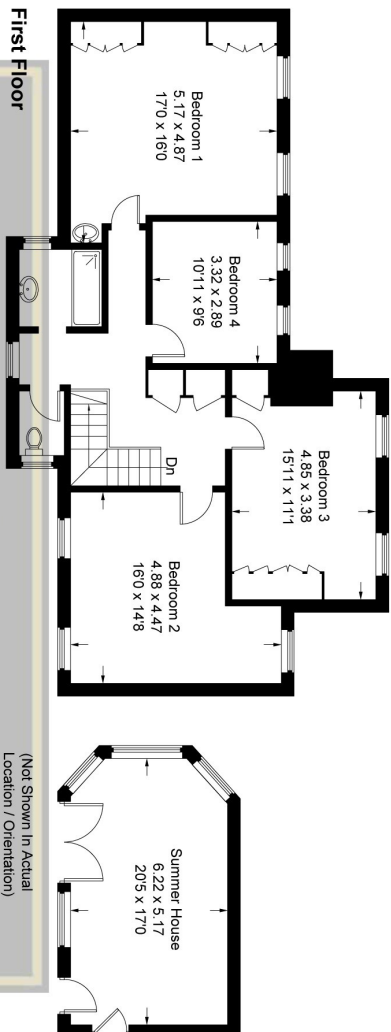 First Floor
Bedroom 1
5.17 x 4.87
17'0 x 16'0
Bedroom 4
3.32 x 2.89
10'11 x 9'6
Bedroom 3
4.85 x 3.38
15'11 x 11'1
Dn
Bedroom 2
4.88 x 4.47
16'0 x 14'8
Summer House
6.22 x 5.17
20'5 x 17'0
(Not Shown In Actual
Location / Orientation)